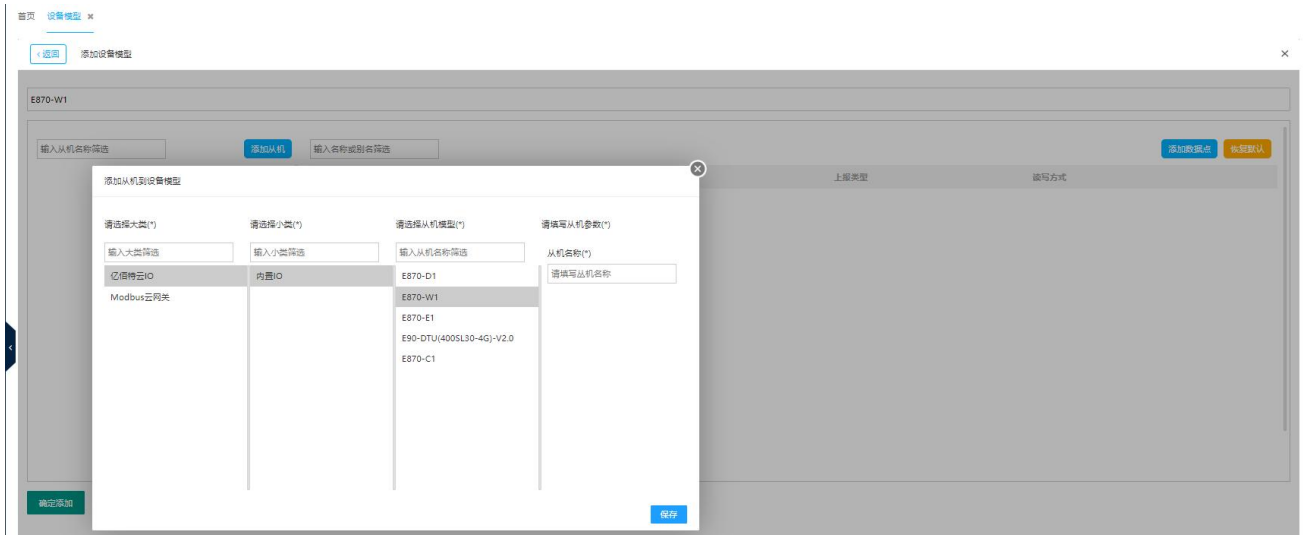 首页 设备模型 ×
‹返回 添加设备模型 ×
E870-W1
输入从机名称筛选 添加从机 输入名称或别名筛选 添加数据点 恢复默认
上报类型 读写方式
添加从机到设备模型
请选择大类(*) 请选择小类(*) 请选择从机模型(*) 请填写从机参数(*)
输入大类筛选 输入小类筛选 输入从机名称筛选 从机名称(*)
亿佰特云IO 内置IO E870-D1 请填写从机名称
Modbus云网关 E870-W1
E870-E1
E90-DTU(400SL30-4G)-V2.0
E870-C1
确定添加
保存